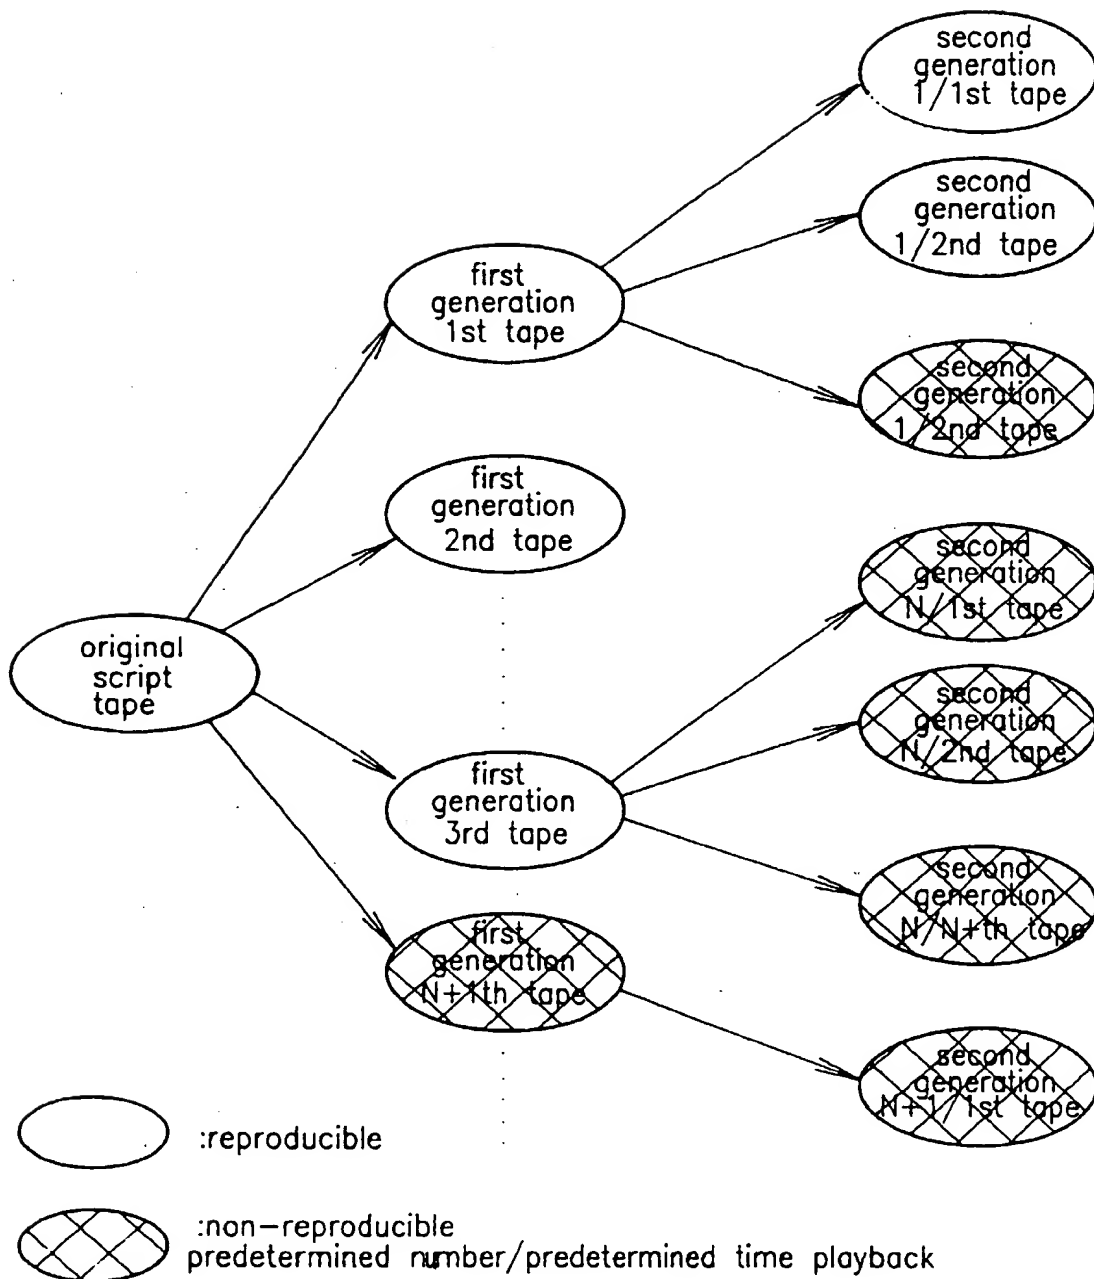 second
generation
1/1st tape
second
generation
1/2nd tape
first
generation
1st tape
second
generation
1/2nd tape
first
generation
2nd tape
second
generation
N/1st tape
original
script
tape
second
generation
N/2nd tape
first
generation
3rd tape
second
generation
N/N+th tape
first
generation
N+1th tape
second
generation
N+1/1st tape
:reproducible
:non-reproducible
predetermined number/predetermined time playback